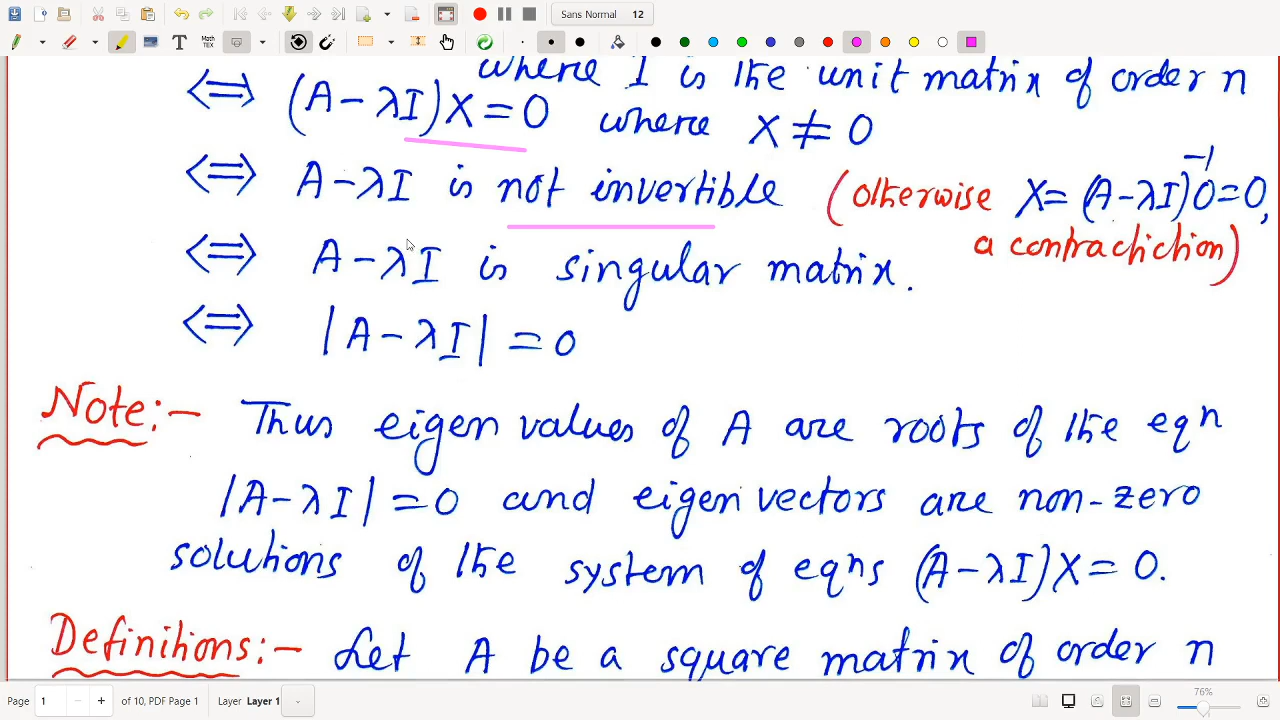 Sans Normal 12
Math TEX
where I is the unit matrix of order n
⟺ (A-λI)X=0 where X≠0
⟺ A-λI is not invertible (otherwise X=(A-λI)⁻¹0=0,
a contradiction)
⟺ A-λI is singular matrix.
⟺ |A-λI|=0
Note:- Thus eigen values of A are roots of the eqn
|A-λI|=0 and eigen vectors are non-zero
solutions of the system of eqns (A-λI)X=0.
Definitions:- Let A be a square matrix of order n
Page 1 of 10, PDF Page 1 Layer Layer 1 76%